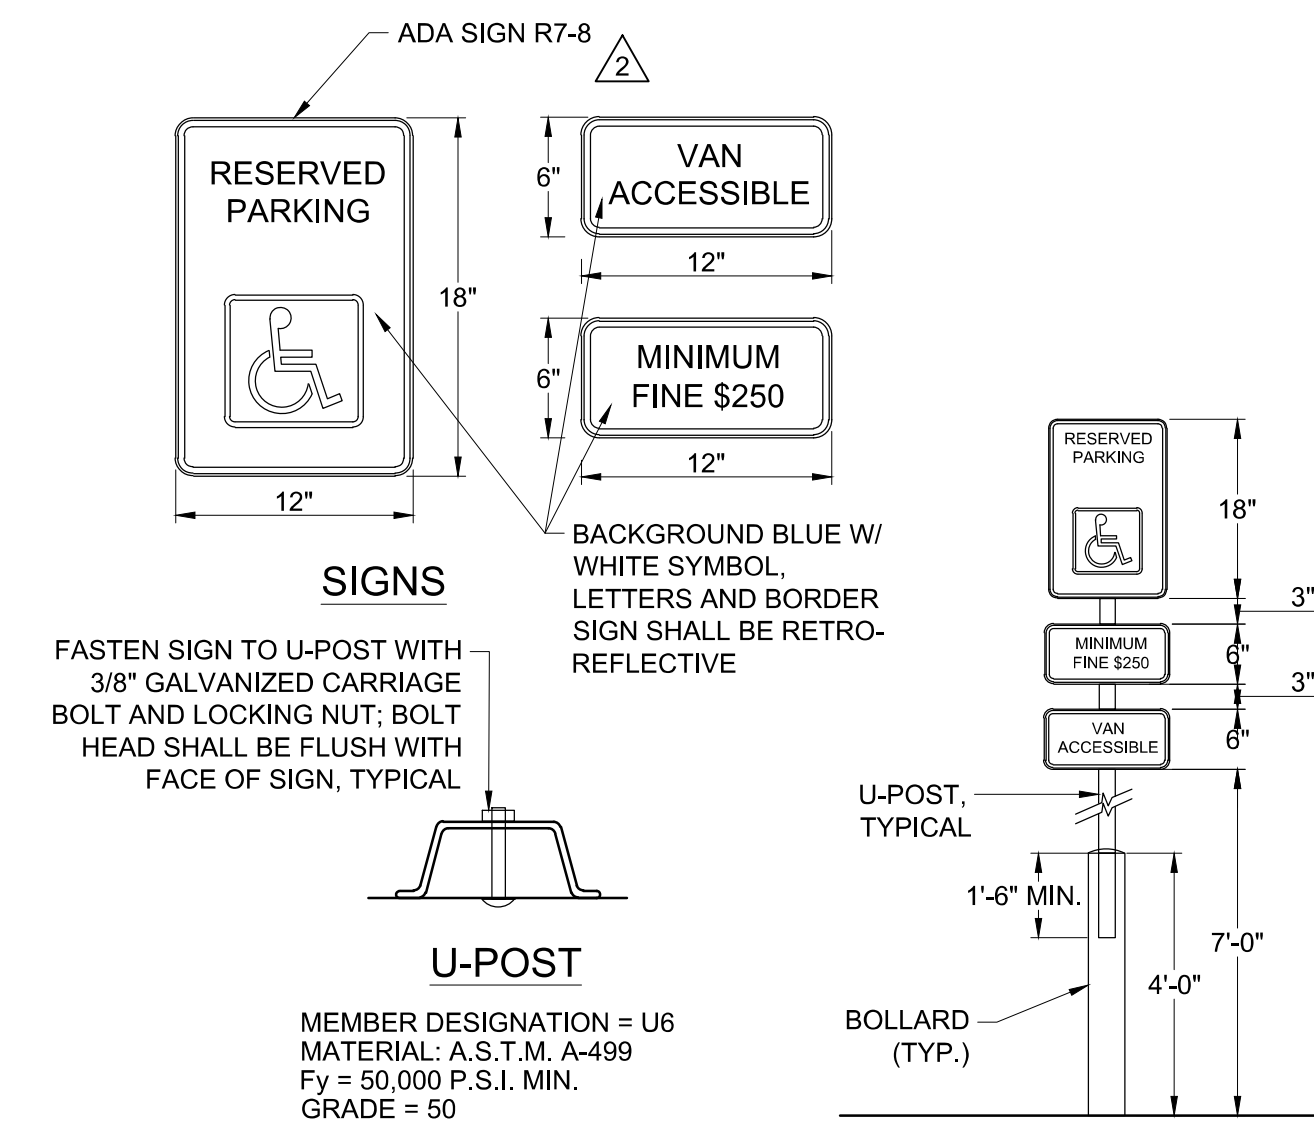 ADA SIGN R7-8
2
RESERVED
PARKING
18"
12"
VAN
ACCESSIBLE
6"
12"
MINIMUM
FINE $250
6"
12"
BACKGROUND BLUE W/
WHITE SYMBOL,
LETTERS AND BORDER
SIGN SHALL BE RETRO-
REFLECTIVE
SIGNS
FASTEN SIGN TO U-POST WITH
3/8" GALVANIZED CARRIAGE
BOLT AND LOCKING NUT; BOLT
HEAD SHALL BE FLUSH WITH
FACE OF SIGN, TYPICAL
U-POST
MEMBER DESIGNATION = U6
MATERIAL: A.S.T.M. A-499
Fy = 50,000 P.S.I. MIN.
GRADE = 50
RESERVED
PARKING
18"
3"
MINIMUM
FINE $250
6"
3"
VAN
ACCESSIBLE
6"
U-POST,
TYPICAL
1'-6" MIN.
7'-0"
4'-0"
BOLLARD
(TYP.)